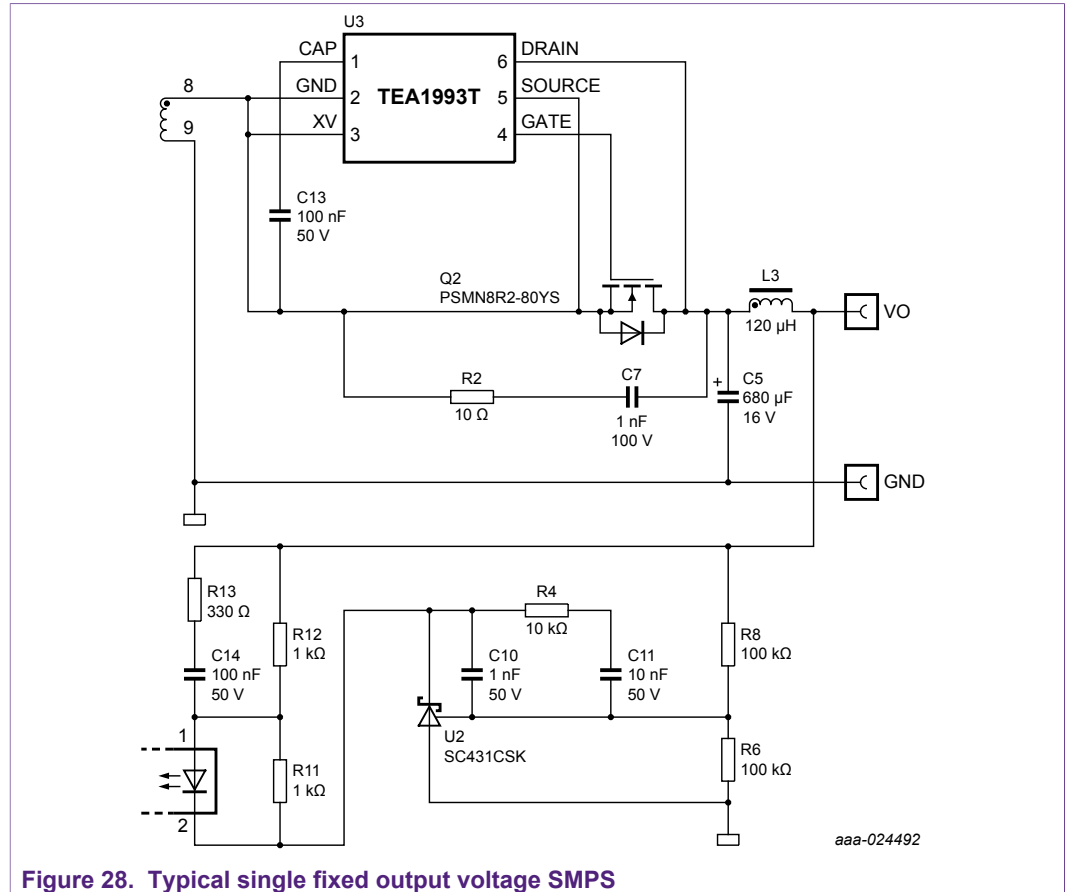 U3
CAP
1
6
DRAIN
8
GND
2
TEA1993T
5
SOURCE
9
XV
3
4
GATE
C13
100 nF
50 V
Q2
PSMN8R2-80YS
L3
120 µH
VO
R2
10 Ω
C7
1 nF
100 V
+
C5
680 µF
16 V
GND
R13
330 Ω
R12
1 kΩ
C14
100 nF
50 V
R4
10 kΩ
C10
1 nF
50 V
C11
10 nF
50 V
R8
100 kΩ
U2
SC431CSK
1
2
R11
1 kΩ
R6
100 kΩ
aaa-024492
Figure 28. Typical single fixed output voltage SMPS